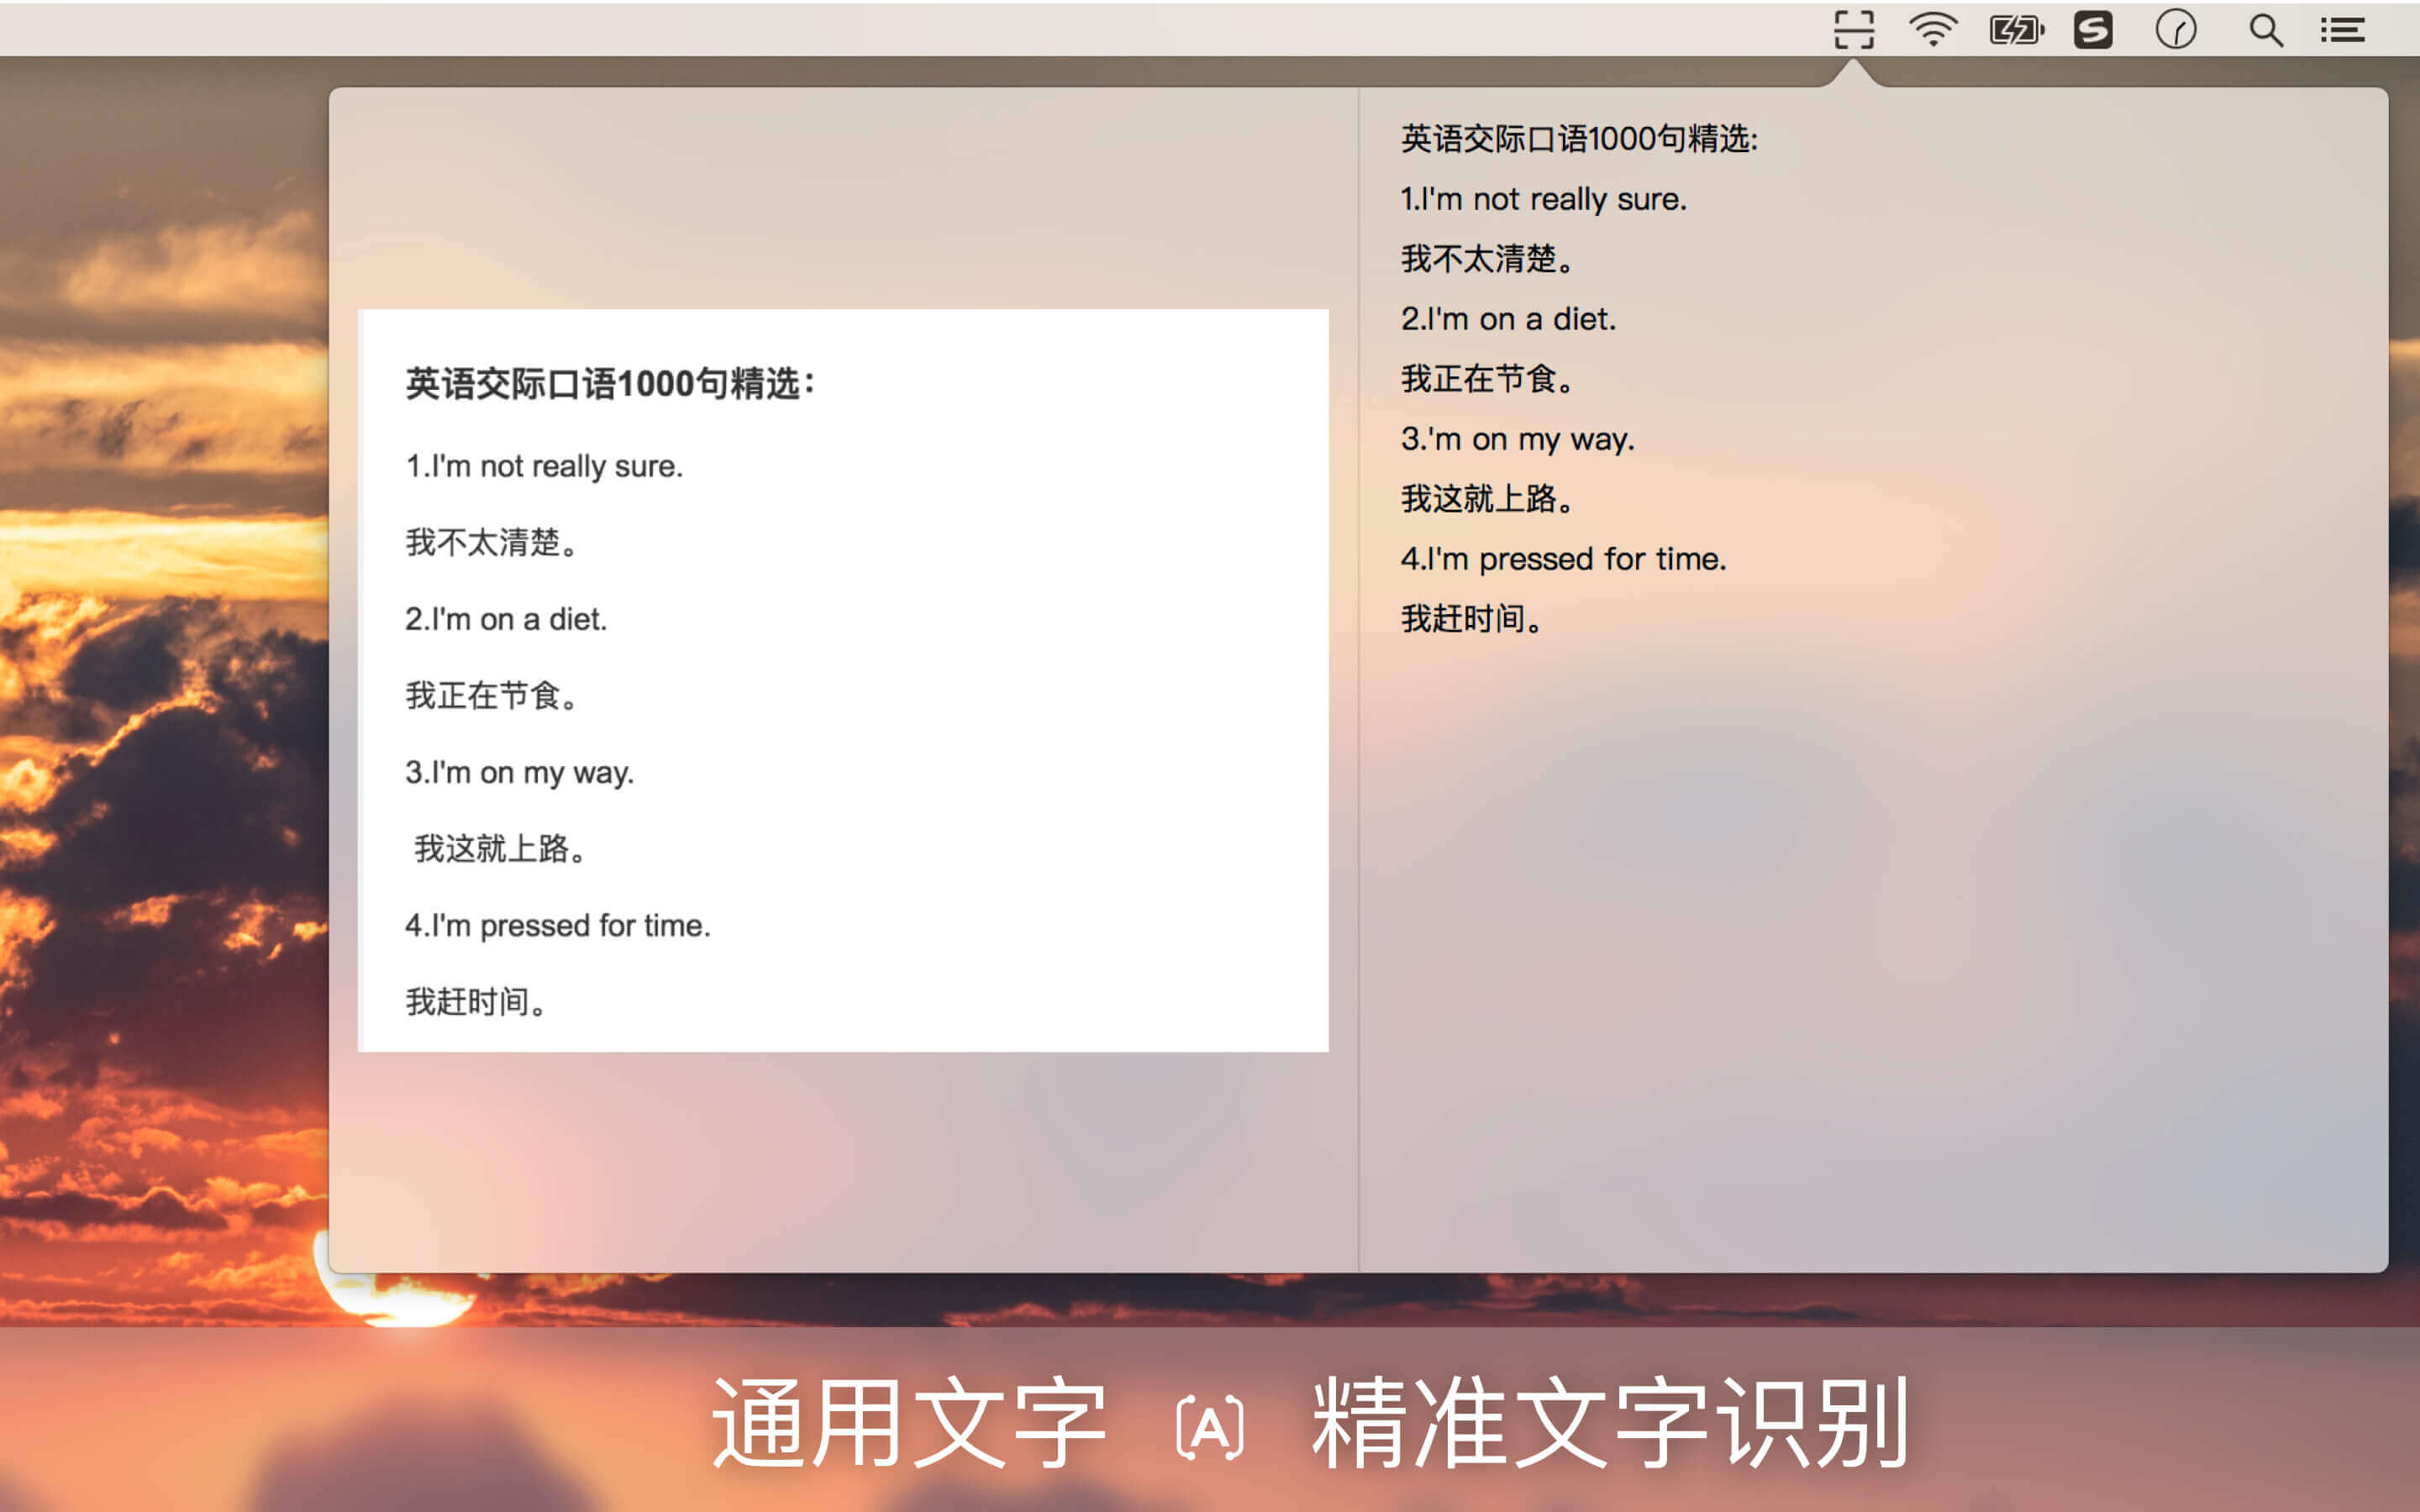 英语交际口语1000句精选：
1.I'm not really sure.
我不太清楚。
2.I'm on a diet.
我正在节食。
3.I'm on my way.
我这就上路。
4.I'm pressed for time.
我赶时间。
英语交际口语1000句精选:
1.I'm not really sure.
我不太清楚。
2.I'm on a diet.
我正在节食。
3.'m on my way.
我这就上路。
4.I'm pressed for time.
我赶时间。
通用文字 [A] 精准文字识别